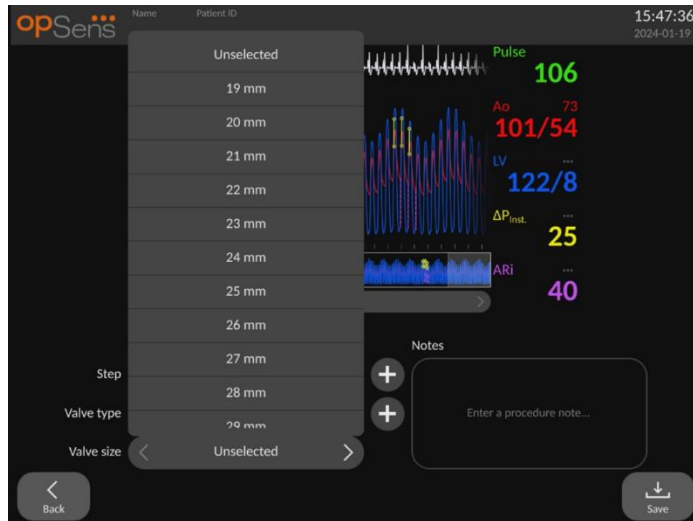 opSens
Name Patient ID
15:47:36
2024-01-19
Unselected
19 mm
20 mm
21 mm
22 mm
23 mm
24 mm
25 mm
26 mm
27 mm
28 mm
29 mm
Pulse
106
Ao 73
101/54
LV ---
122/8
ΔPInst. ---
25
ARi ---
40
Notes
Enter a procedure note...
Step
Valve type
Valve size Unselected
Back
Save